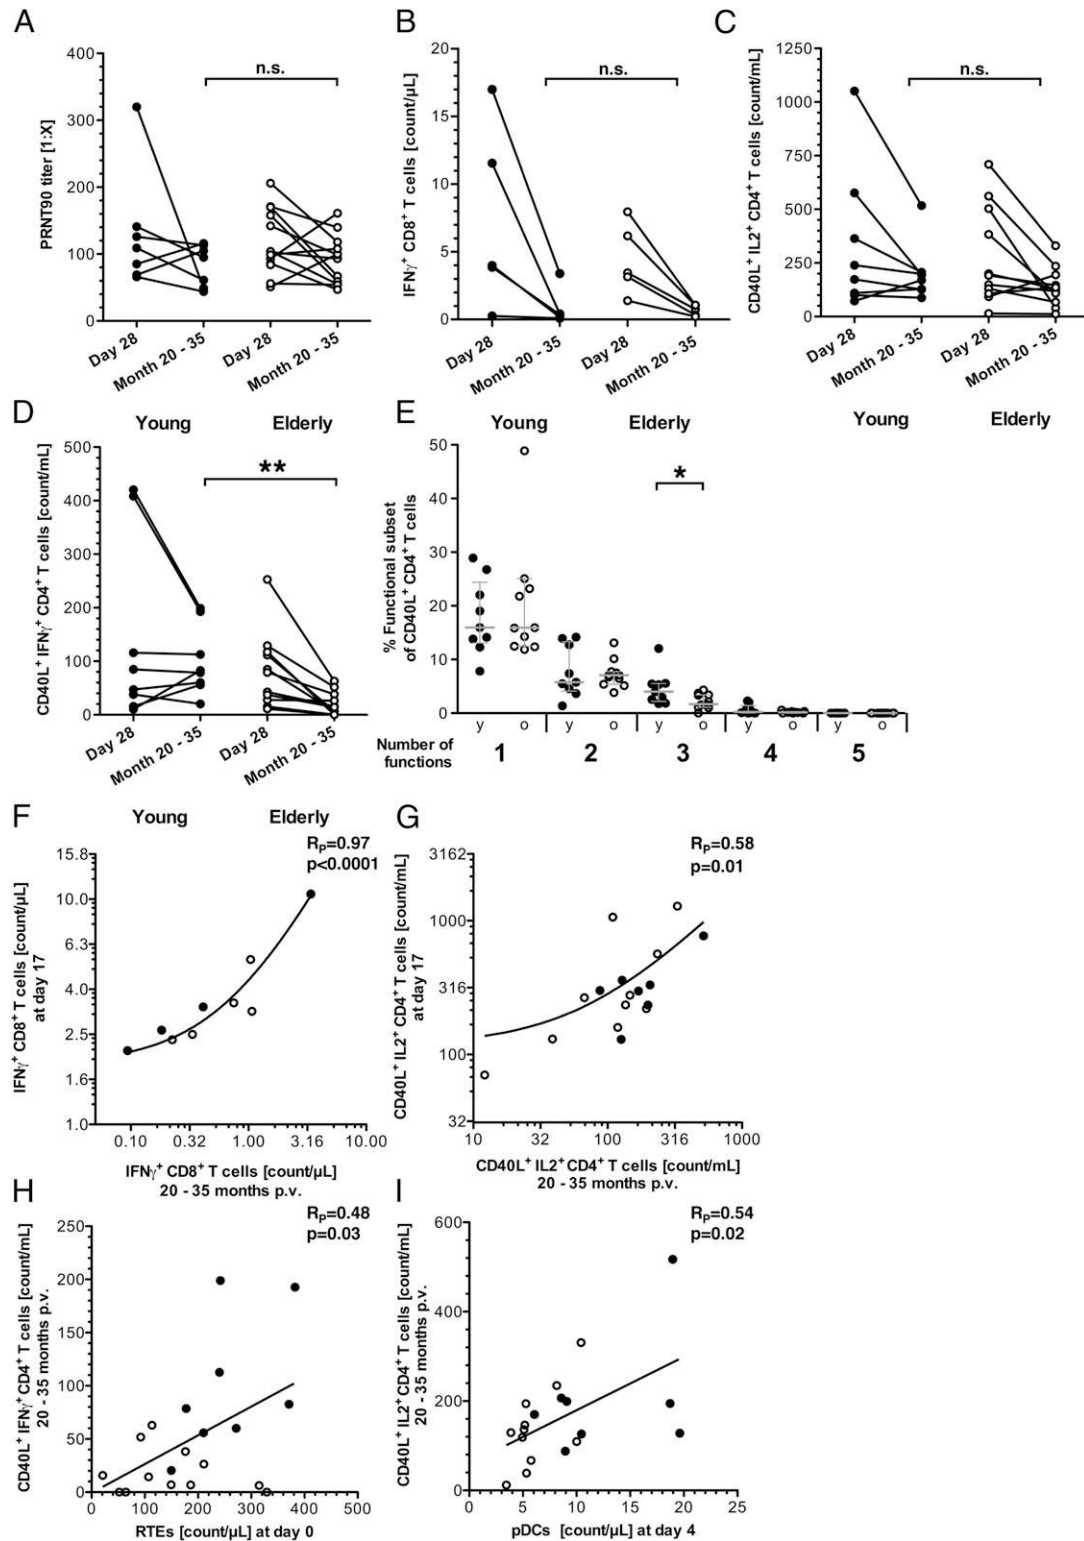 A
B
C
400
300
200
100
0
PRNT90 titer [1:X]
n.s.
Day 28
Month 20 - 35
Day 28
Month 20 - 35
20
15
10
5
0
IFNγ⁺ CD8⁺ T cells [count/µL]
n.s.
Day 28
Month 20 - 35
Day 28
Month 20 - 35
1250
1000
750
500
250
0
CD40L⁺ IL2⁺ CD4⁺ T cells [count/mL]
n.s.
Day 28
Month 20 - 35
Day 28
Month 20 - 35
D
Young
Elderly
E
Young
Elderly
Young
Elderly
500
400
300
200
100
0
CD40L⁺ IFNγ⁺ CD4⁺ T cells [count/mL]
**
Day 28
Month 20 - 35
Day 28
Month 20 - 35
50
40
30
20
10
0
% Functional subset
of CD40L⁺ CD4⁺ T cells
*
y o y o y o y o y o
Number of
functions
1 2 3 4 5
F
Young
Elderly
G
R_P=0.97
p<0.0001
15.8
10.0
6.3
4.0
2.5
1.6
1.0
IFNγ⁺ CD8⁺ T cells [count/µL]
at day 17
0.10 0.32 1.00 3.16 10.00
IFNγ⁺ CD8⁺ T cells [count/µL]
20 - 35 months p.v.
R_P=0.58
p=0.01
3162
1000
316
100
32
CD40L⁺ IL2⁺ CD4⁺ T cells [count/mL]
at day 17
10 32 100 316 1000
CD40L⁺ IL2⁺CD4⁺ T cells [count/mL]
20 - 35 months p.v.
H
I
R_P=0.48
p=0.03
250
200
150
100
50
0
CD40L⁺ IFNγ⁺ CD4⁺ T cells [count/mL]
20 - 35 months p.v.
0 100 200 300 400 500
RTEs [count/µL] at day 0
R_P=0.54
p=0.02
600
400
200
0
CD40L⁺ IL2⁺ CD4⁺ T cells [count/mL]
20 - 35 months p.v.
0 5 10 15 20 25
pDCs [count/µL] at day 4